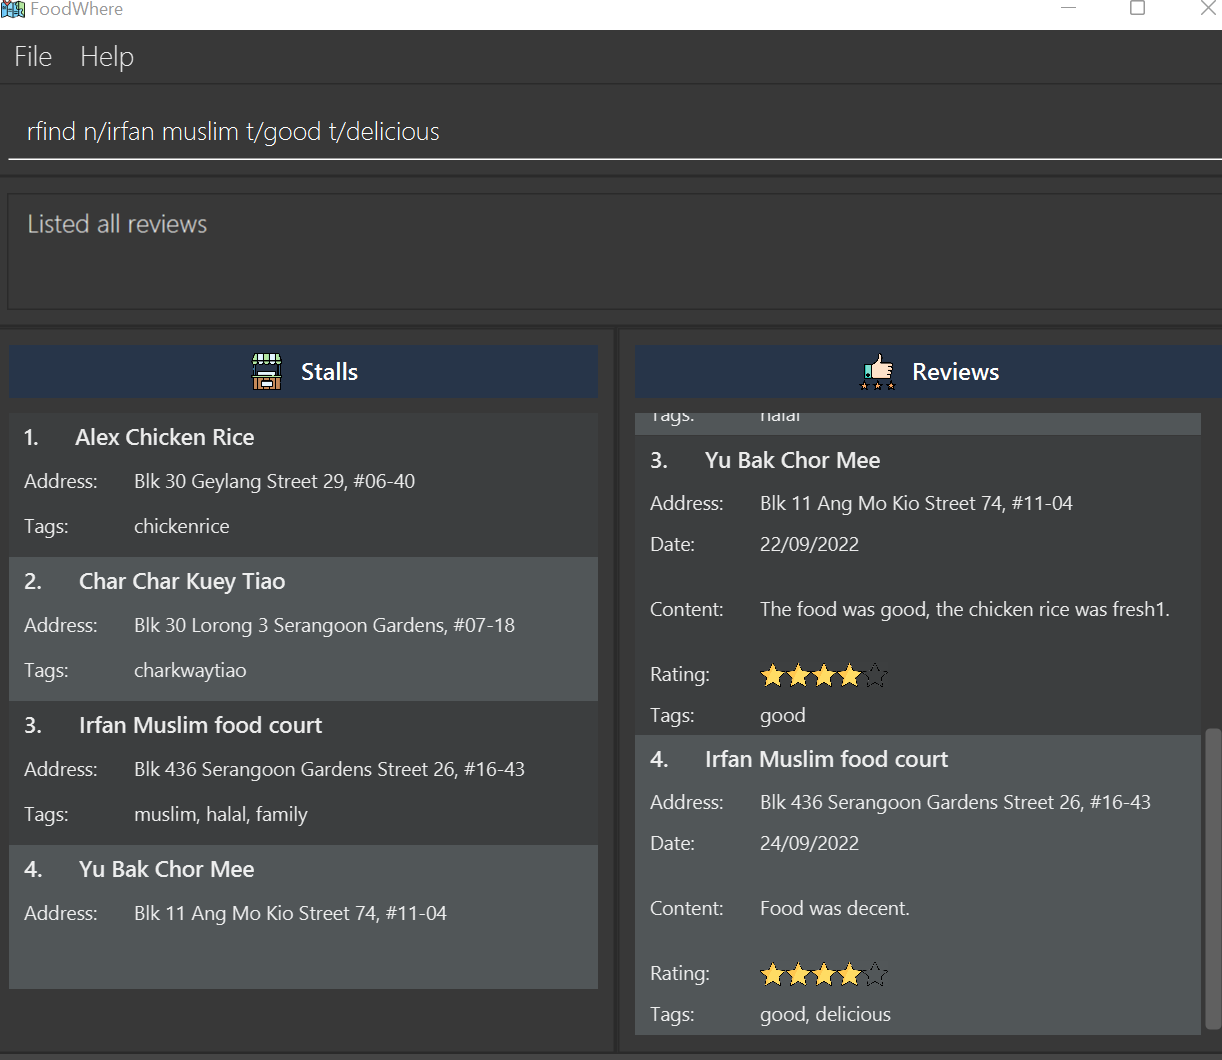 FoodWhere
File Help
rfind n/irfan muslim t/good t/delicious
Listed all reviews
Stalls
1. Alex Chicken Rice
Address: Blk 30 Geylang Street 29, #06-40
Tags: chickenrice
2. Char Char Kuey Tiao
Address: Blk 30 Lorong 3 Serangoon Gardens, #07-18
Tags: charkwaytiao
3. Irfan Muslim food court
Address: Blk 436 Serangoon Gardens Street 26, #16-43
Tags: muslim, halal, family
4. Yu Bak Chor Mee
Address: Blk 11 Ang Mo Kio Street 74, #11-04
Reviews
Tags: halal
3. Yu Bak Chor Mee
Address: Blk 11 Ang Mo Kio Street 74, #11-04
Date: 22/09/2022
Content: The food was good, the chicken rice was fresh1.
Rating:
Tags: good
4. Irfan Muslim food court
Address: Blk 436 Serangoon Gardens Street 26, #16-43
Date: 24/09/2022
Content: Food was decent.
Rating:
Tags: good, delicious